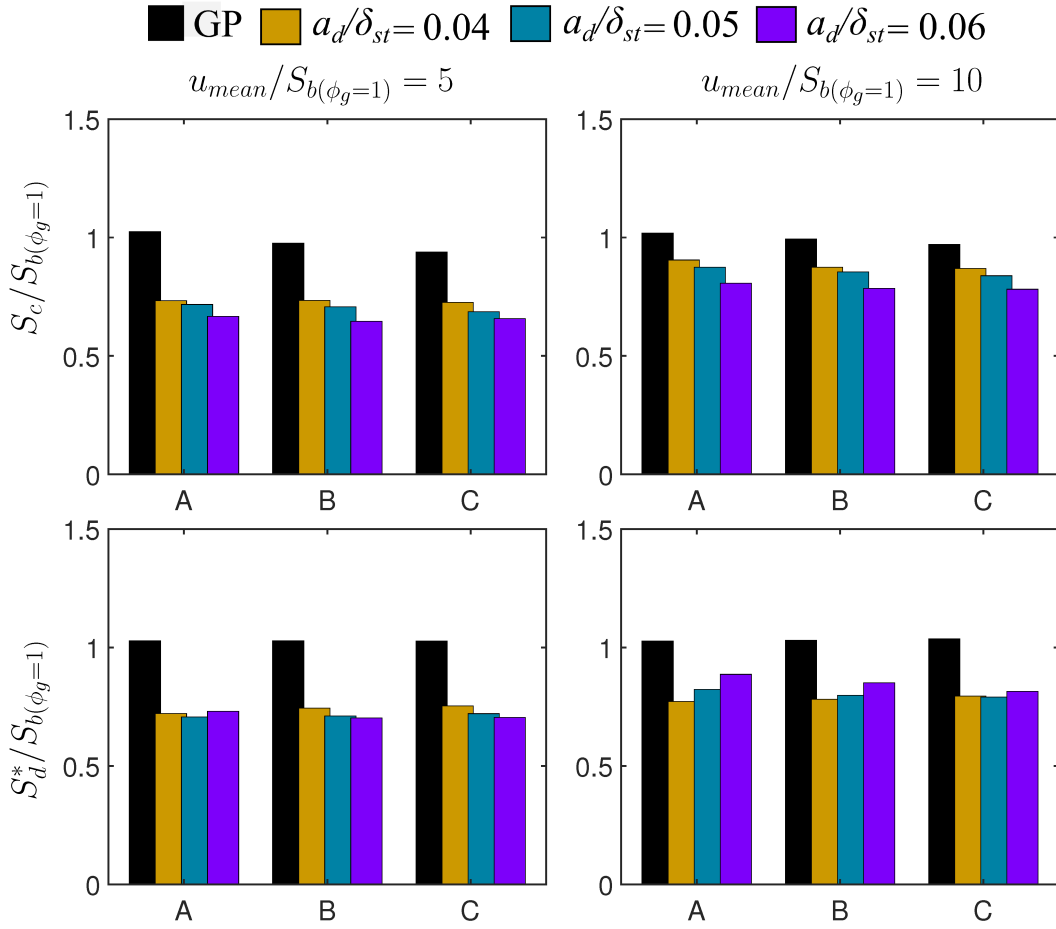 GP a_d/δ_st= 0.04 a_d/δ_st= 0.05 a_d/δ_st= 0.06
u_mean/S_b(ϕ_g=1) = 5
u_mean/S_b(ϕ_g=1) = 10
S_c/S_b(ϕ_g=1)
1.5
1
0.5
0
A B C
1.5
1
0.5
0
A B C
S_d^*/S_b(ϕ_g=1)
1.5
1
0.5
0
A B C
1.5
1
0.5
0
A B C